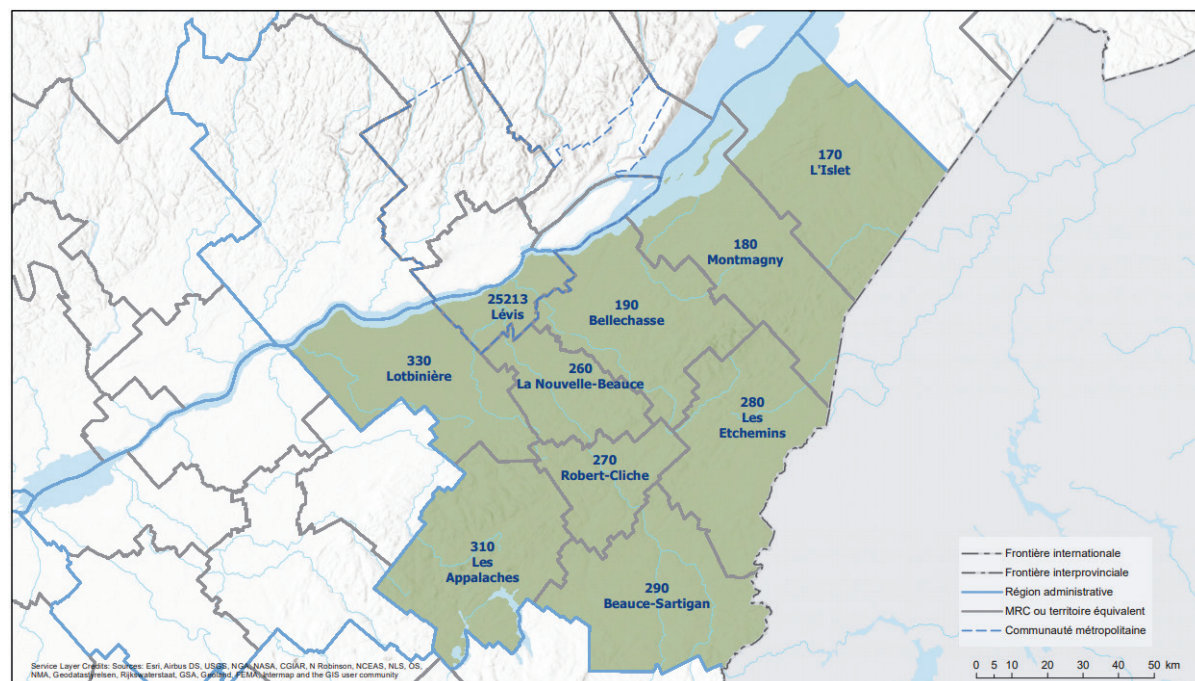 170
L'Islet
180
Montmagny
25213
Lévis
190
Bellechasse
330
Lotbinière
260
La Nouvelle-Beauce
280
Les
Etchemins
270
Robert-Cliche
310
Les
Appalaches
290
Beauce-Sartigan
Frontière internationale
Frontière interprovinciale
Région administrative
MRC ou territoire équivalent
Communauté métropolitaine
0 5 10 20 30 40 50 km
Service Layer Credits: Sources: Esri, Airbus DS, USGS, NGA, NASA, CGIAR, N Robinson, NCEAS, NLS, OS,
NMA, Geodatastyrelsen, Rijkswaterstaat, GSA, Geoland, FEMA, Intermap and the GIS user community